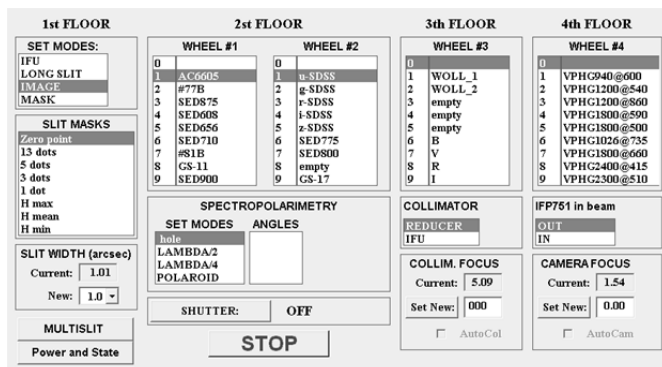 1st FLOOR
SET MODES:
IFU
LONG SLIT
IMAGE
MASK
SLIT MASKS
Zero point
13 dots
5 dots
3 dots
1 dot
H max
H mean
H min
SLIT WIDTH (arcsec)
Current: 1.01
New: 1.0
MULTISLIT
Power and State
2nd FLOOR
WHEEL #1
0
1 AC6605
2 #77B
3 SED875
4 SED608
5 SED656
6 SED710
7 #81B
8 GS-11
9 SED900
WHEEL #2
0
1 u-SDSS
2 g-SDSS
3 r-SDSS
4 i-SDSS
5 z-SDSS
6 SED775
7 SED800
8 empty
9 GS-17
SPECTROPOLARIMETRY
SET MODES ANGLES
hole
LAMBDA/2
LAMBDA/4
POLAROID
SHUTTER: OFF
STOP
3th FLOOR
WHEEL #3
0
1 WOLL_1
2 WOLL_2
3 empty
4 empty
5 empty
6 B
7 V
8 R
9 I
COLLIMATOR
REDUCER
IFU
COLLIM. FOCUS
Current: 5.09
Set New: 000
AutoCol
4th FLOOR
WHEEL #4
0
1 VPHG940@600
2 VPHG1200@540
3 VPHG1200@860
4 VPHG1800@590
5 VPHG1800@500
6 VPHG1026@735
7 VPHG1800@660
8 VPHG2400@415
9 VPHG2300@510
IFP751 in beam
OUT
IN
CAMERA FOCUS
Current: 1.54
Set New: 0.00
AutoCam